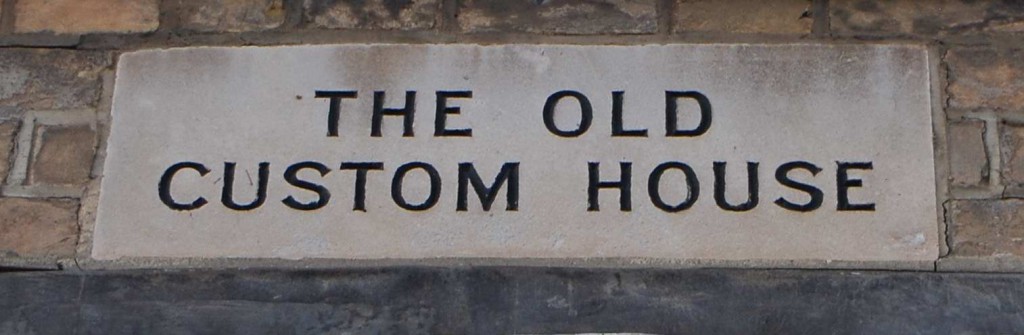 THE OLD
CUSTOM HOUSE